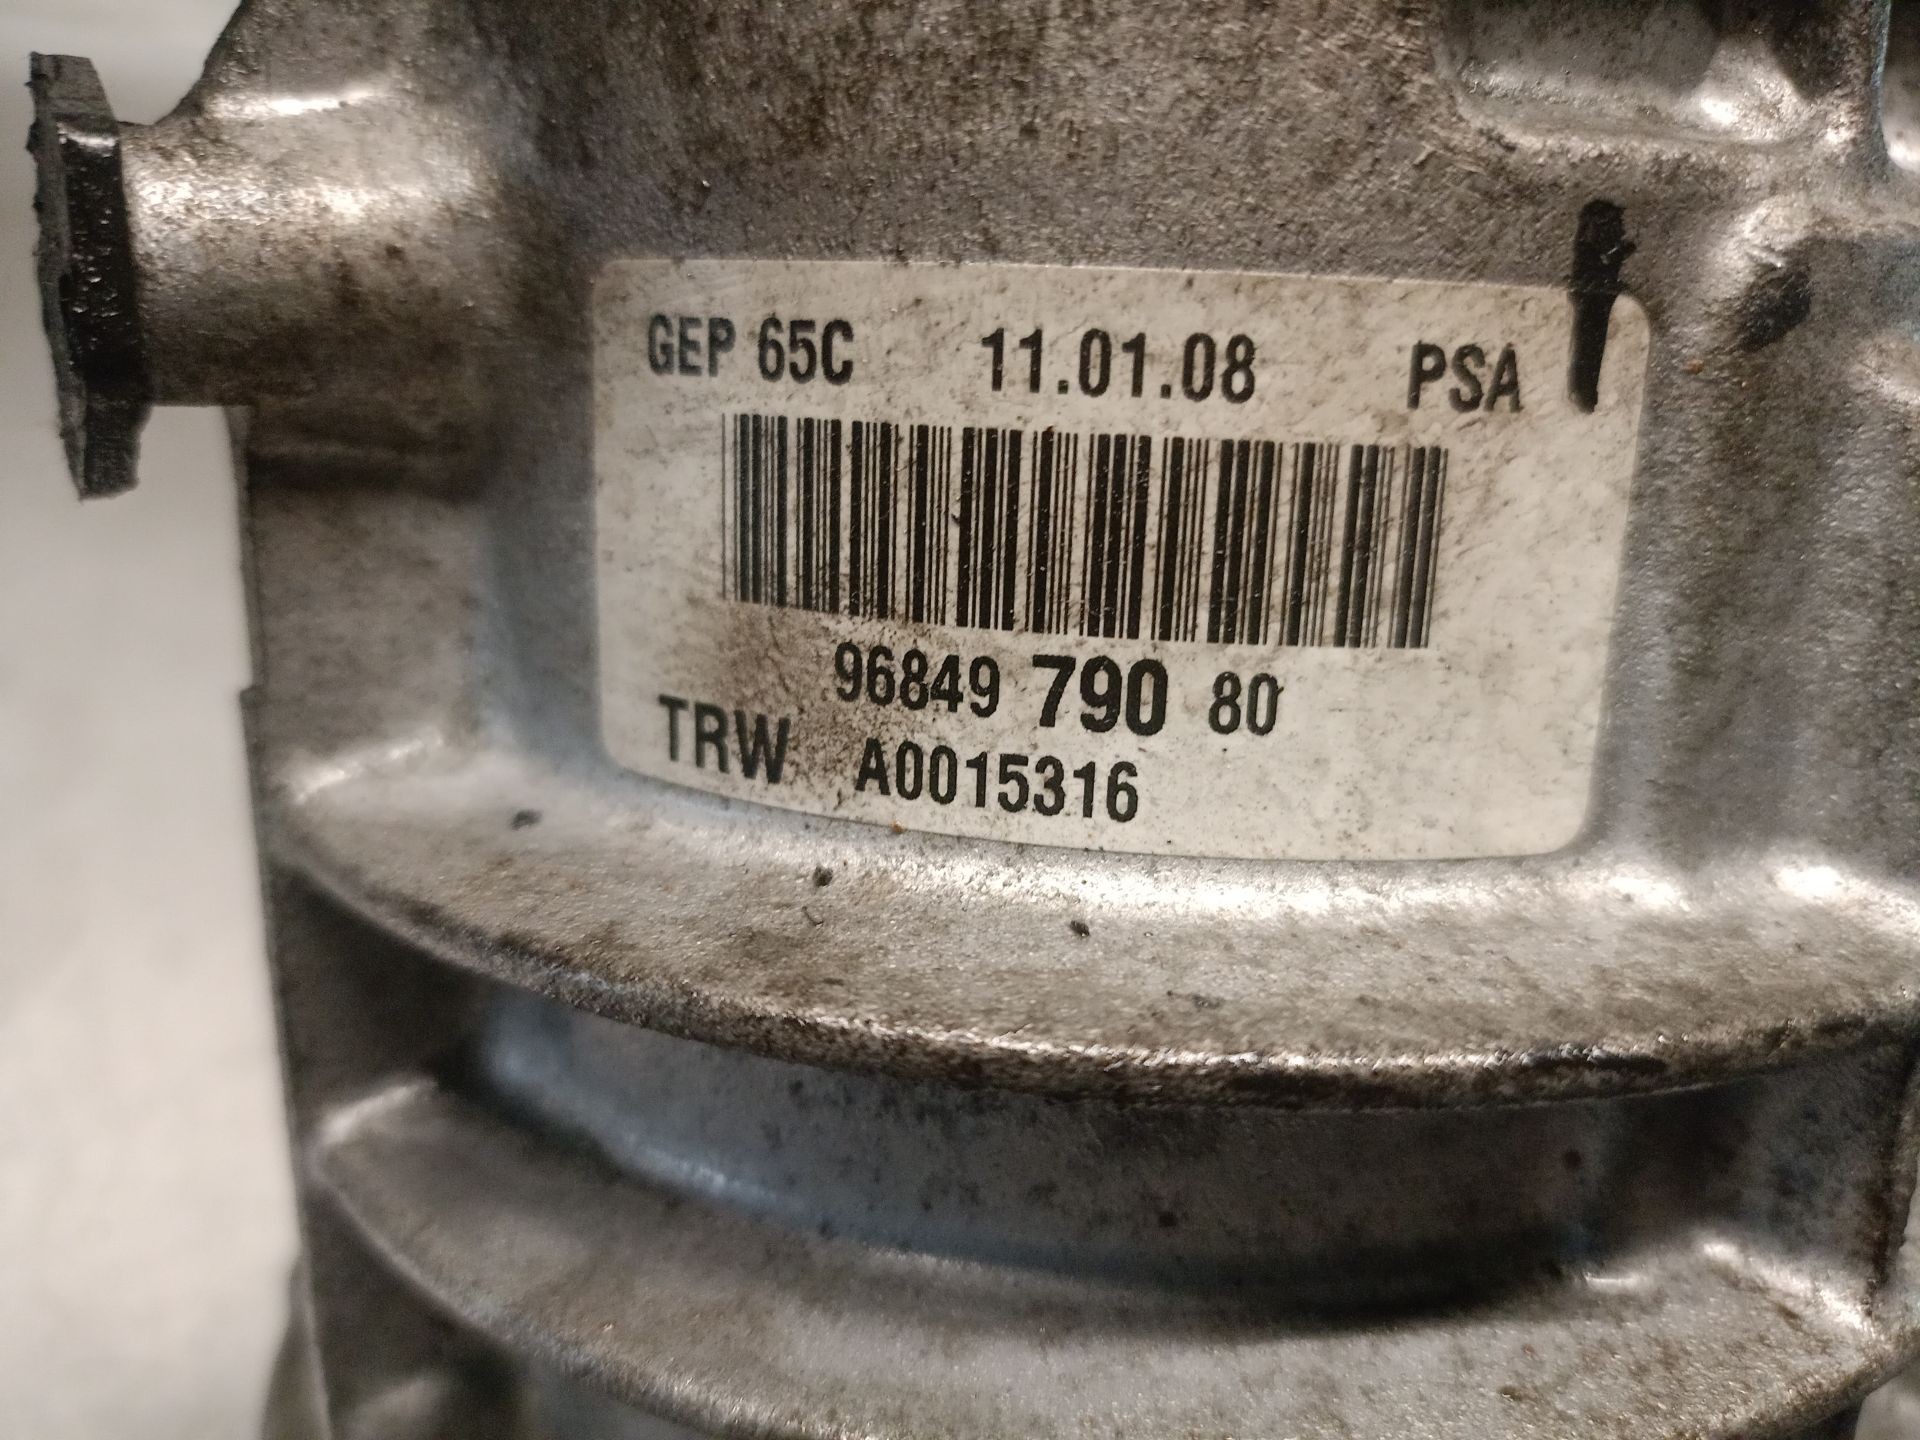 GEP 65C 11.01.08 PSA
96849 790 80
TRW A0015316